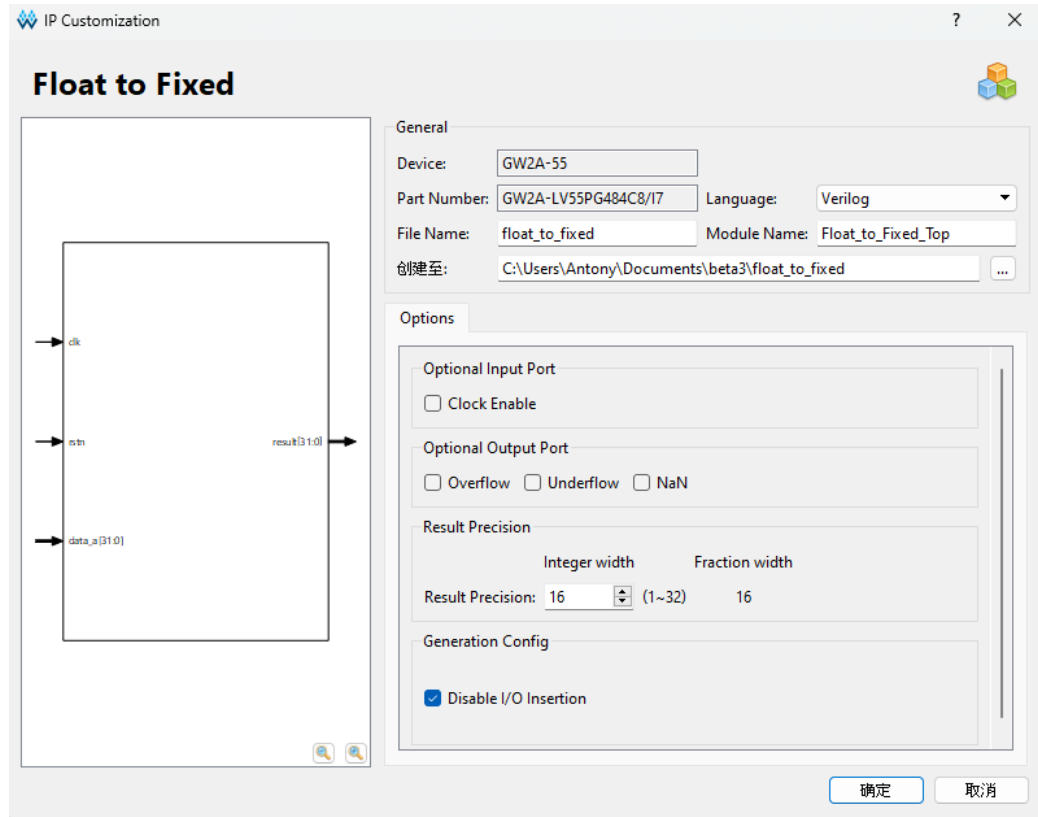 IP Customization ?
Float to Fixed
General
Device: GW2A-55
Part Number: GW2A-LV55PG484C8/I7 Language: Verilog
File Name: float_to_fixed Module Name: Float_to_Fixed_Top
创建至: C:\Users\Antony\Documents\beta3\float_to_fixed ...
Options
clk
rstn
data_a[31:0]
result[31:0]
Optional Input Port
Clock Enable
Optional Output Port
Overflow Underflow NaN
Result Precision
Integer width Fraction width
Result Precision: 16 (1~32) 16
Generation Config
Disable I/O Insertion
确定 取消